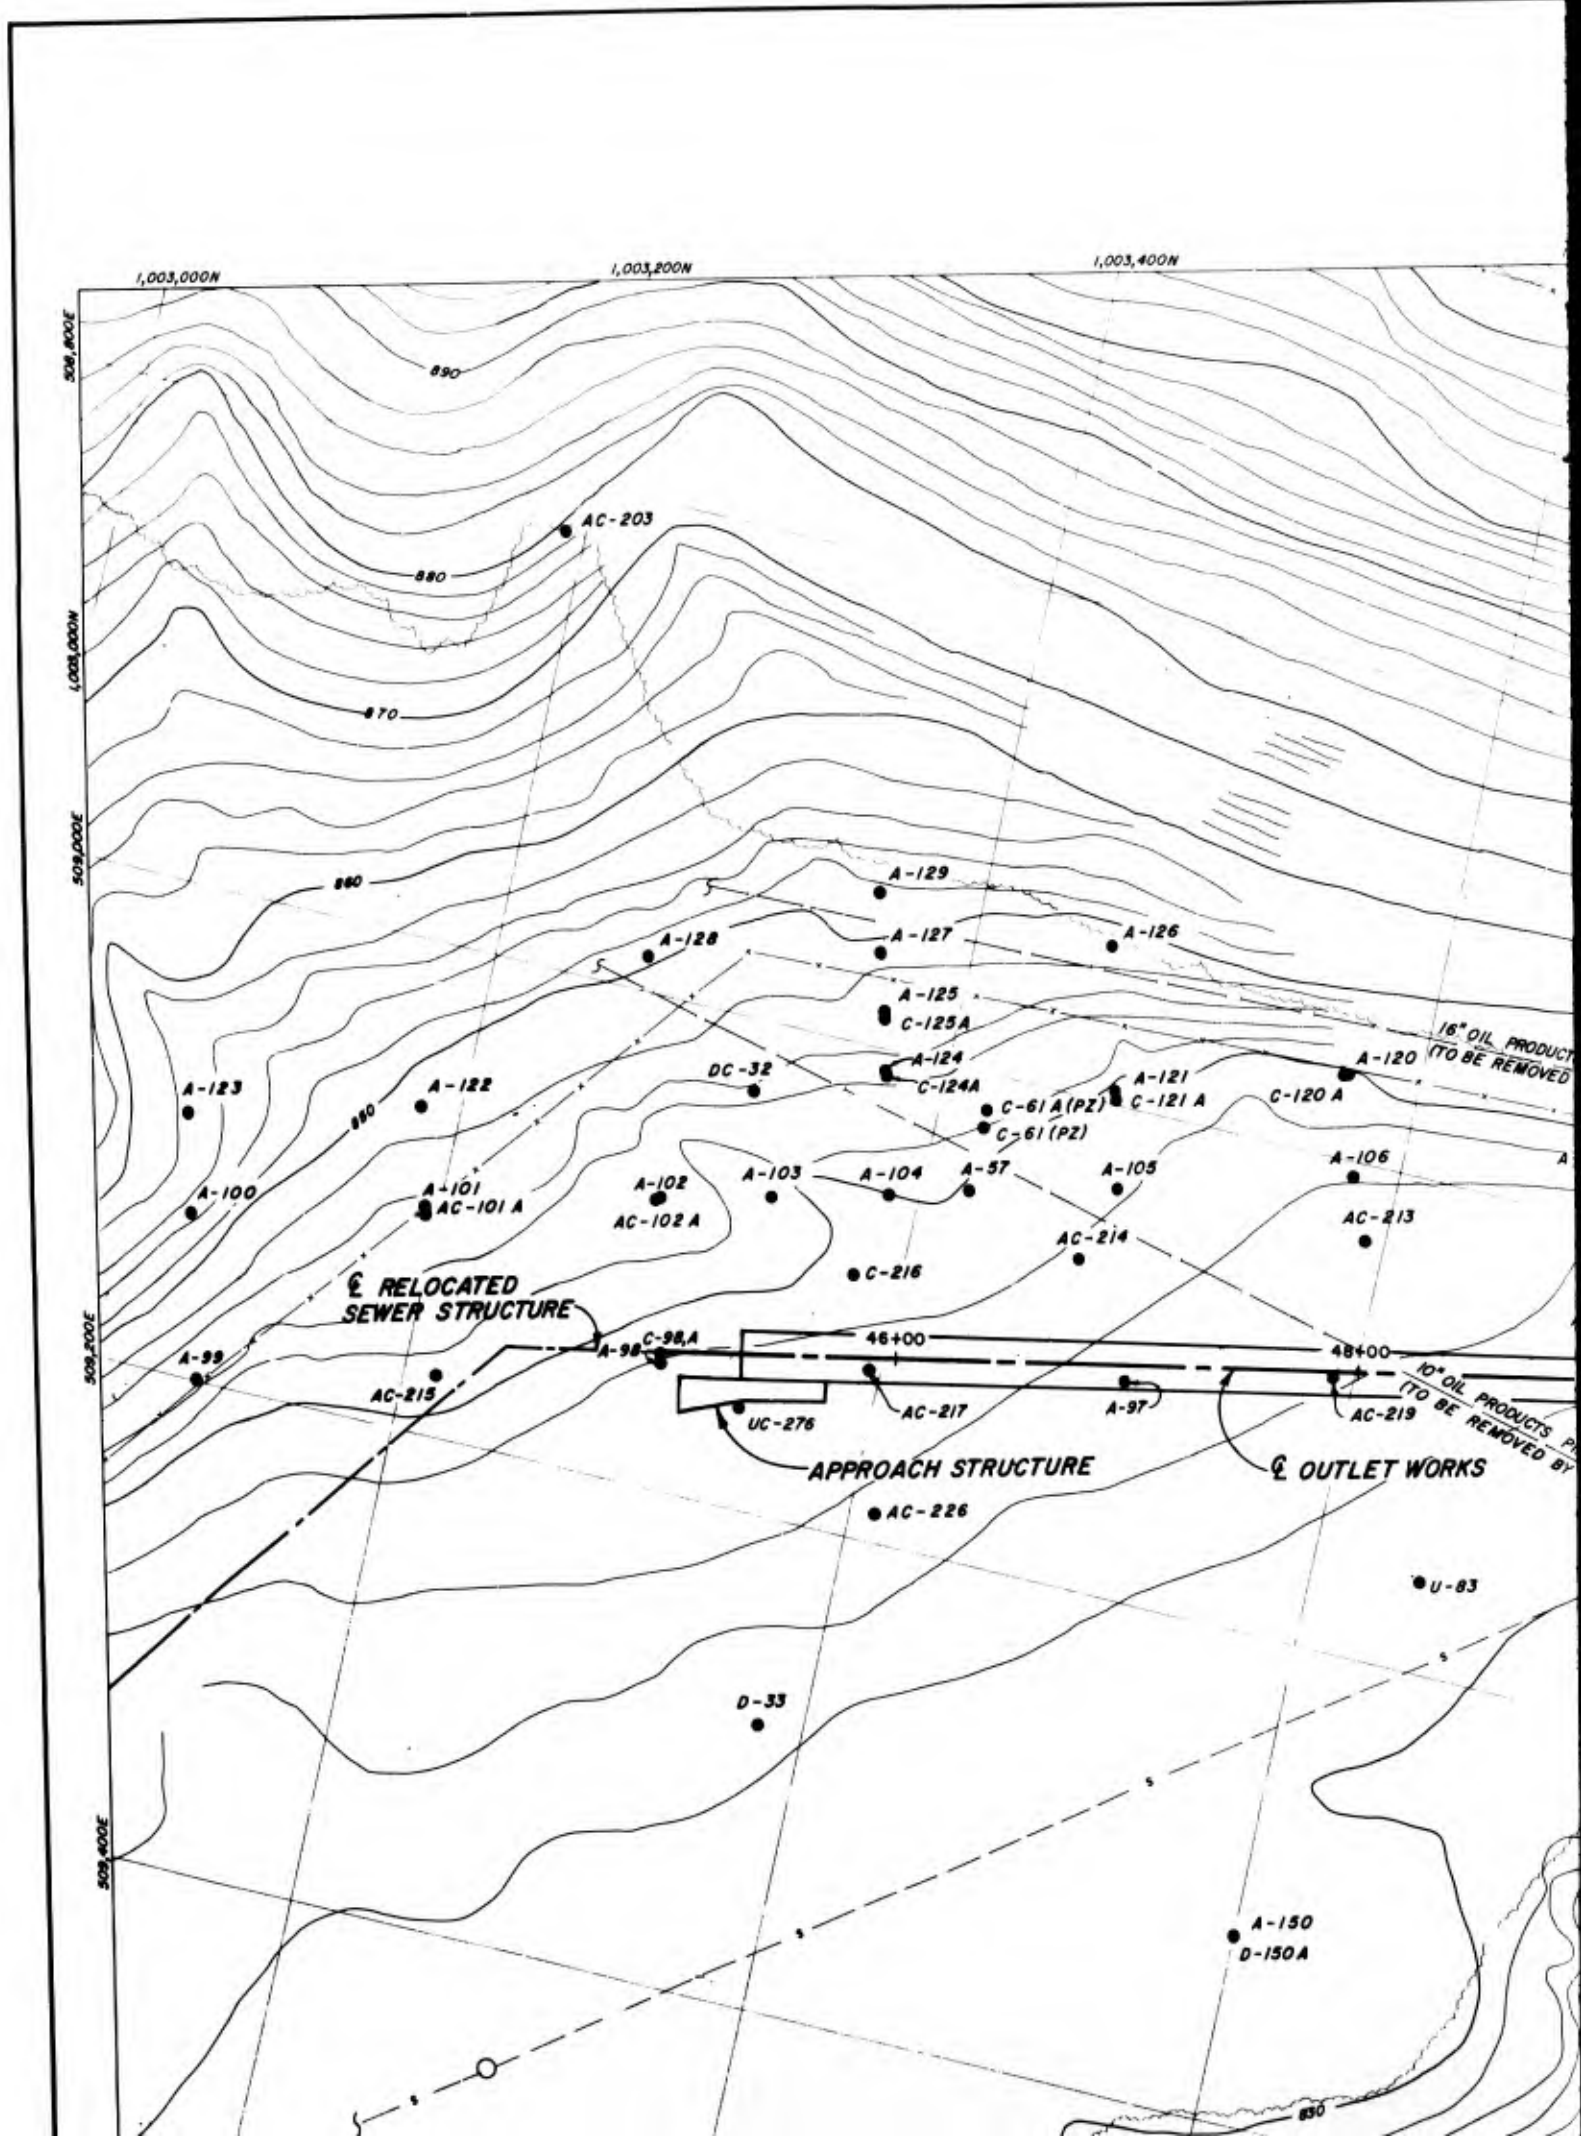 1,003,000N
1,003,200N
1,003,400N
508,800E
890
AC-203
880
1,003,000N
870
509,000E
860
A-129
A-128
A-127
A-126
A-125
C-125A
16" OIL PRODUCT
(TO BE REMOVED
A-124
C-124A
DC-32
A-120
C-120 A
A-121
C-121 A
A-123
A-122
850
C-61 A (PZ)
C-61 (PZ)
A-100
A-101
AC-101 A
A-102
AC-102 A
A-103
A-104
A-57
A-105
A-106
A
AC-213
AC-214
C-216
℄ RELOCATED
SEWER STRUCTURE
509,200E
A-99
AC-215
A-98
C-98,A
46+00
48+00
10" OIL PRODUCTS
(TO BE REMOVED BY
UC-276
AC-217
A-97
AC-219
APPROACH STRUCTURE
℄ OUTLET WORKS
AC-226
U-83
S
D-33
S
509,400E
S
A-150
D-150A
S
830